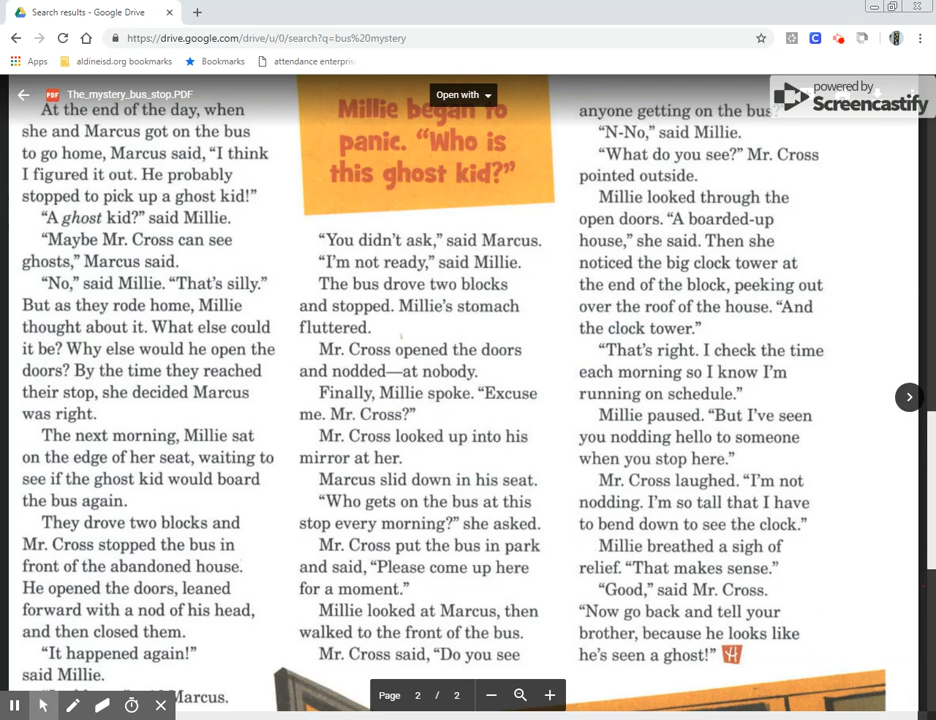 Search results - Google Drive
https://drive.google.com/drive/u/0/search?q=bus%20mystery
Apps
aldineisd.org bookmarks
Bookmarks
attendance enterpris
The_mystery_bus_stop.PDF
Open with
powered by
Screencastify
At the end of the day, when
she and Marcus got on the bus
to go home, Marcus said, “I think
I figured it out. He probably
stopped to pick up a ghost kid!”
“A ghost kid?” said Millie.
“Maybe Mr. Cross can see
ghosts,” Marcus said.
“No,” said Millie. “That’s silly.”
But as they rode home, Millie
thought about it. What else could
it be? Why else would he open the
doors? By the time they reached
their stop, she decided Marcus
was right.
The next morning, Millie sat
on the edge of her seat, waiting to
see if the ghost kid would board
the bus again.
They drove two blocks and
Mr. Cross stopped the bus in
front of the abandoned house.
He opened the doors, leaned
forward with a nod of his head,
and then closed them.
“It happened again!”
said Millie.
Marcus.
Millie began to
panic. “Who is
this ghost kid?”
“You didn’t ask,” said Marcus.
“I’m not ready,” said Millie.
The bus drove two blocks
and stopped. Millie’s stomach
fluttered.
Mr. Cross opened the doors
and nodded—at nobody.
Finally, Millie spoke. “Excuse
me. Mr. Cross?”
Mr. Cross looked up into his
mirror at her.
Marcus slid down in his seat.
“Who gets on the bus at this
stop every morning?” she asked.
Mr. Cross put the bus in park
and said, “Please come up here
for a moment.”
Millie looked at Marcus, then
walked to the front of the bus.
Mr. Cross said, “Do you see
anyone getting on the bus?”
“N-No,” said Millie.
“What do you see?” Mr. Cross
pointed outside.
Millie looked through the
open doors. “A boarded-up
house,” she said. Then she
noticed the big clock tower at
the end of the block, peeking out
over the roof of the house. “And
the clock tower.”
“That’s right. I check the time
each morning so I know I’m
running on schedule.”
Millie paused. “But I’ve seen
you nodding hello to someone
when you stop here.”
Mr. Cross laughed. “I’m not
nodding. I’m so tall that I have
to bend down to see the clock.”
Millie breathed a sigh of
relief. “That makes sense.”
“Good,” said Mr. Cross.
“Now go back and tell your
brother, because he looks like
he’s seen a ghost!”
Page 2 / 2